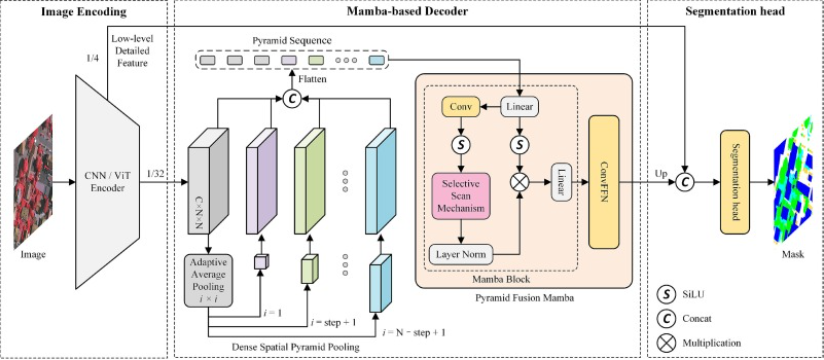 Image Encoding
Mamba-based Decoder
Segmentation head
Low-level
Detailed
Feature
1/4
Pyramid Sequence
Flatten
C
CNN / ViT
Encoder
1/32
C×N×N
Adaptive
Average
Pooling
i × i
i = 1
i = step + 1
i = N − step + 1
Dense Spatial Pyramid Pooling
Conv
Linear
S
S
Selective
Scan
Mechanism
Layer Norm
Linear
Mamba Block
ConvFFN
Pyramid Fusion Mamba
Up
C
Segmentation head
Image
Mask
S
SiLU
C
Concat
Multiplication